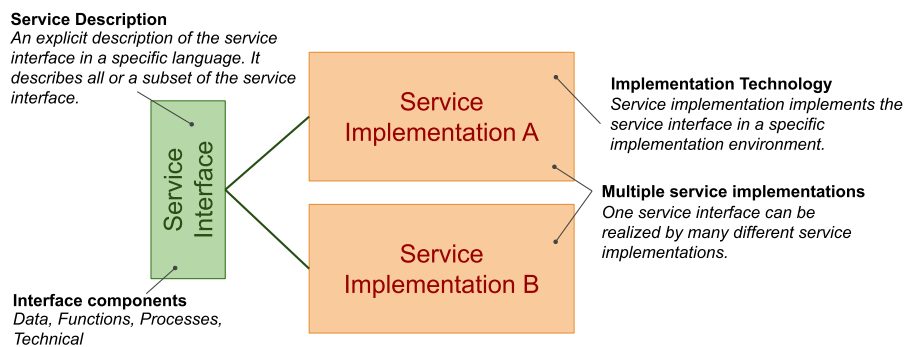 Service Description
An explicit description of the service
interface in a specific language. It
describes all or a subset of the service
interface.
Service
Interface
Interface components
Data, Functions, Processes,
Technical
Service
Implementation A
Service
Implementation B
Implementation Technology
Service implementation implements the
service interface in a specific
implementation environment.
Multiple service implementations
One service interface can be
realized by many different service
implementations.